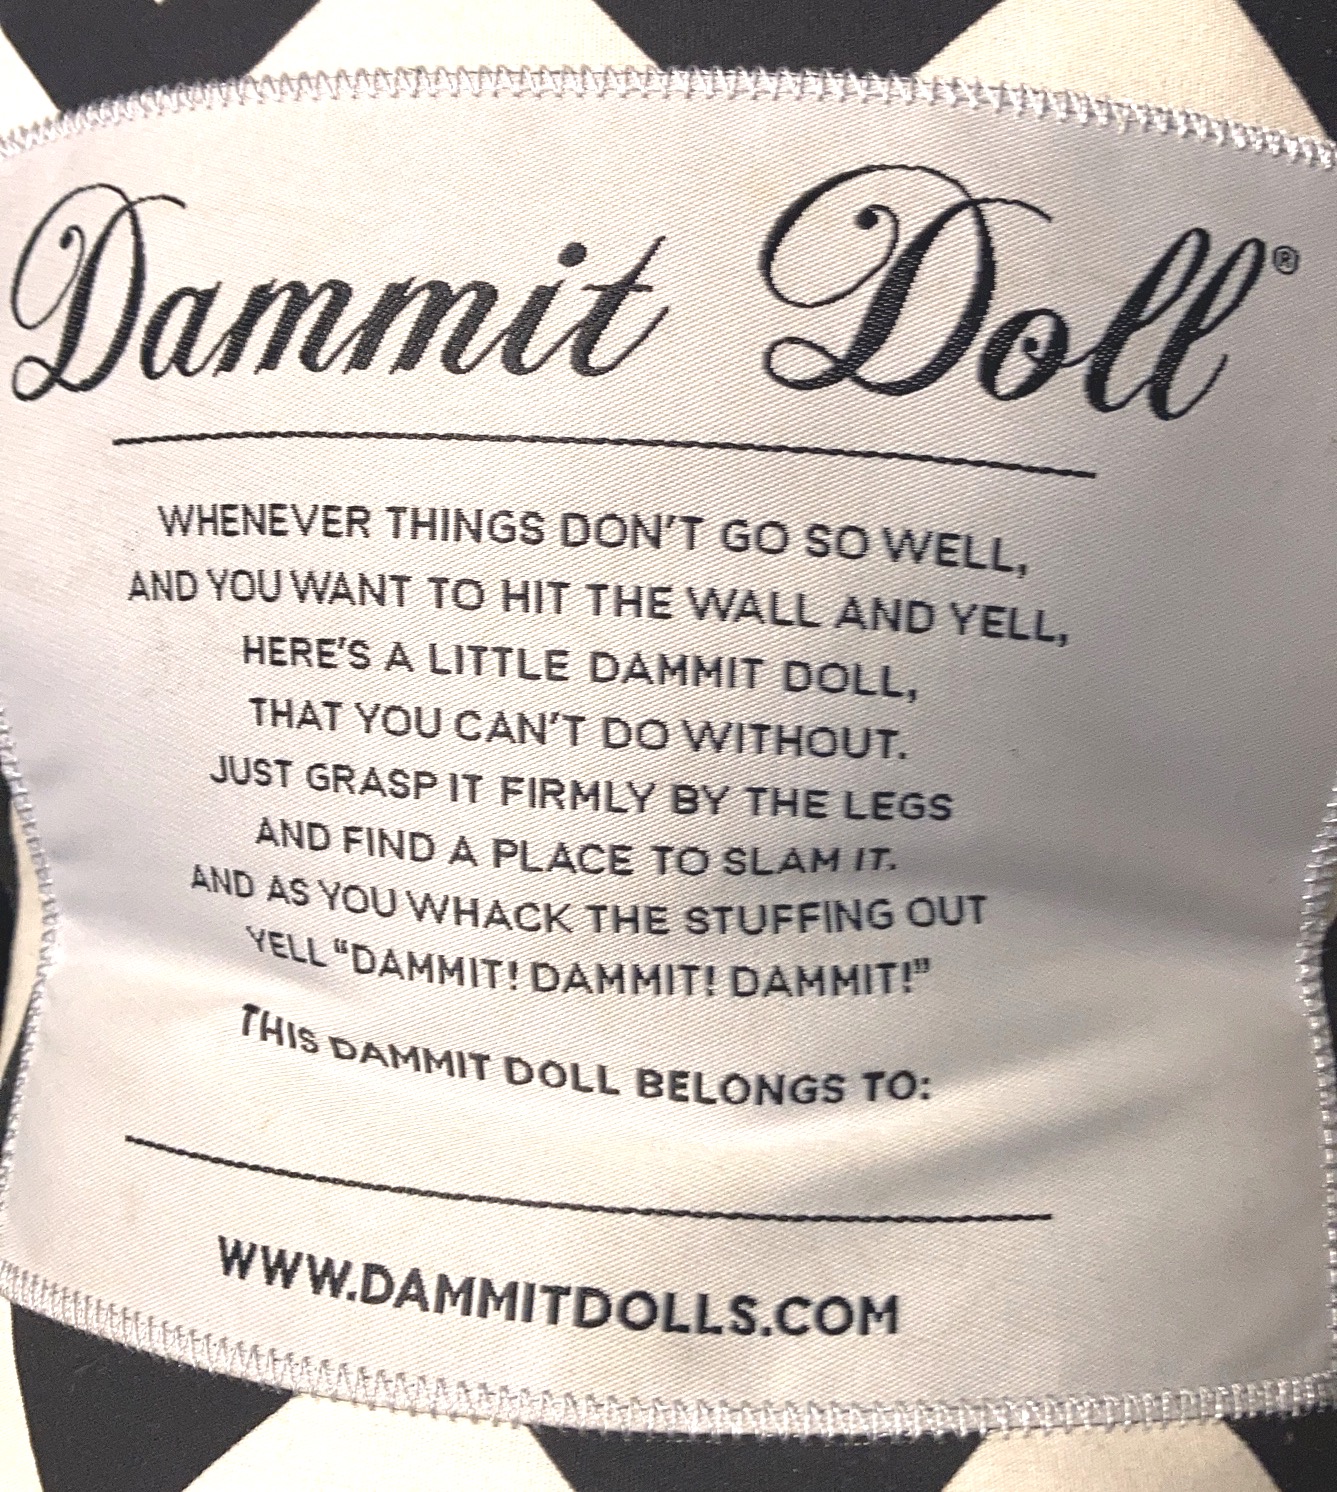 Dammit Doll®
WHENEVER THINGS DON'T GO SO WELL,
AND YOU WANT TO HIT THE WALL AND YELL,
HERE'S A LITTLE DAMMIT DOLL,
THAT YOU CAN'T DO WITHOUT.
JUST GRASP IT FIRMLY BY THE LEGS
AND FIND A PLACE TO SLAM IT.
AND AS YOU WHACK THE STUFFING OUT
YELL “DAMMIT! DAMMIT! DAMMIT!”
THIS DAMMIT DOLL BELONGS TO:
WWW.DAMMITDOLLS.COM